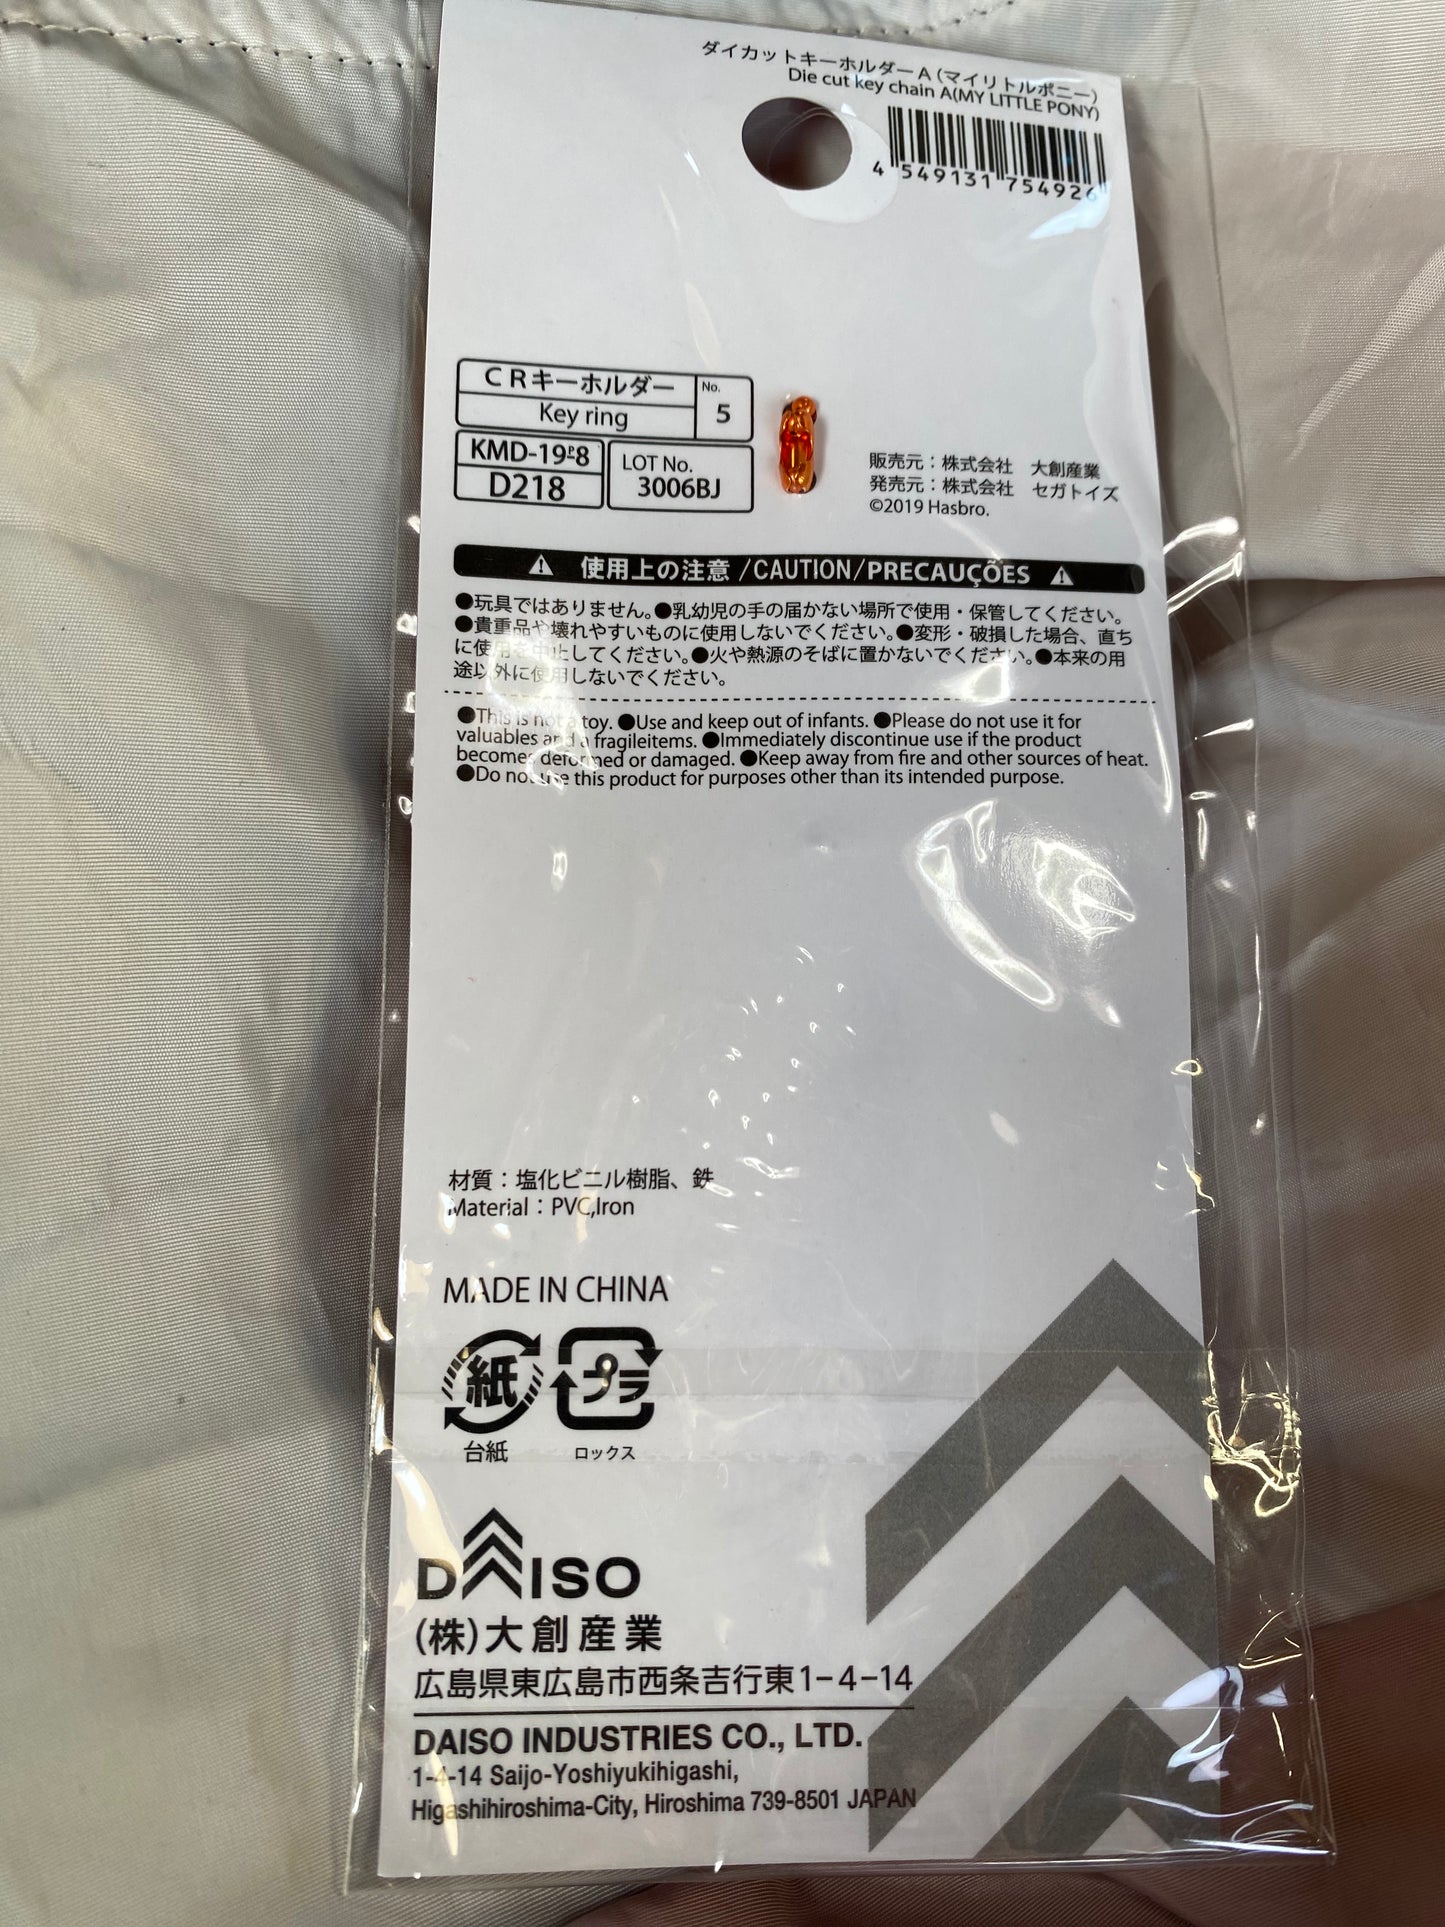 ダイカットキーホルダーA(マイリトルポニー)
Die cut key chain A(MY LITTLE PONY)
4 549131 754926
CRキーホルダー
Key ring
No.
5
KMD-19-P8
D218
LOT No.
3006BJ
販売元:株式会社 大創産業
発売元:株式会社 セガトイズ
©2019 Hasbro.
使用上の注意 /CAUTION/PRECAUÇÕES
●玩具ではありません。●乳幼児の手の届かない場所で使用・保管してください。
●貴重品や壊れやすいものに使用しないでください。●変形・破損した場合、直ち
に使用を中止してください。●火や熱源のそばに置かないでください。●本来の用
途以外に使用しないでください。
●This is not a toy. ●Use and keep out of infants. ●Please do not use it for
valuables and a fragileitems. ●Immediately discontinue use if the product
becomes deformed or damaged. ●Keep away from fire and other sources of heat.
●Do not use this product for purposes other than its intended purpose.
材質:塩化ビニル樹脂、鉄
Material:PVC,Iron
MADE IN CHINA
紙 プラ
台紙 ロックス
DAISO
(株)大創産業
広島県東広島市西条吉行東1-4-14
DAISO INDUSTRIES CO., LTD.
1-4-14 Saijo-Yoshiyukihigashi,
Higashihiroshima-City, Hiroshima 739-8501 JAPAN